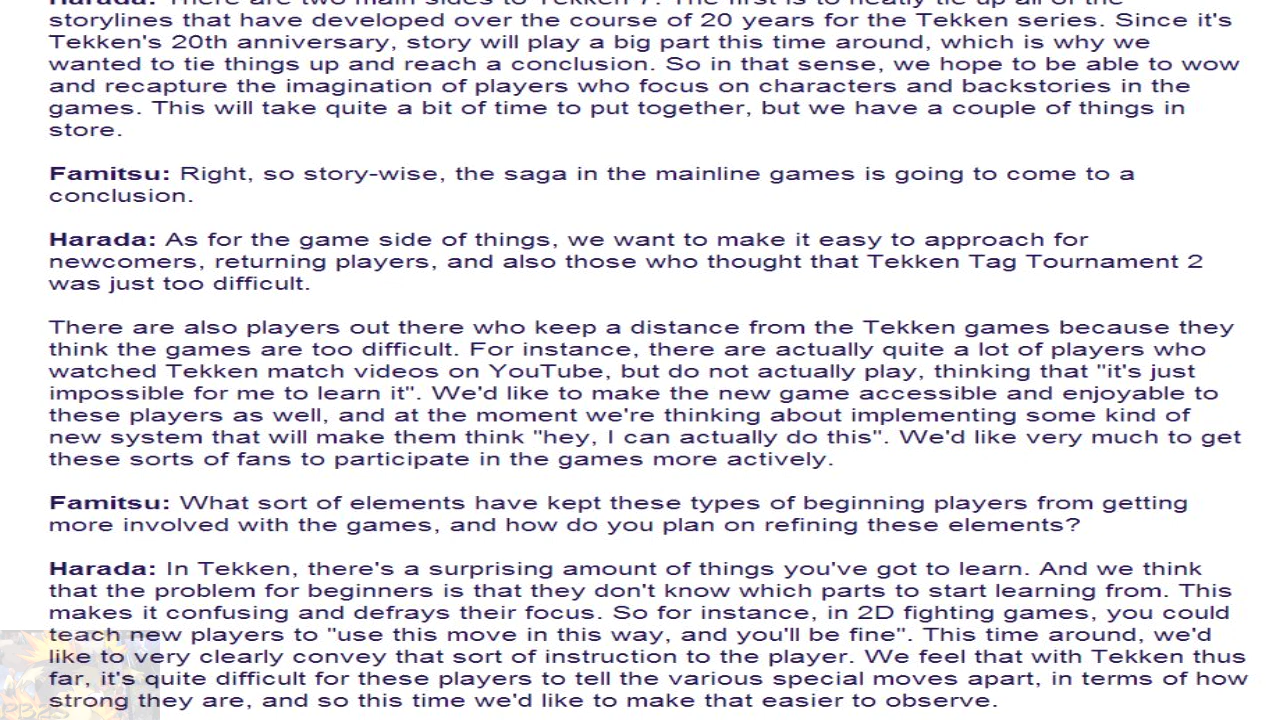 Harada: There are two main sides to Tekken 7. The first is to neatly tie up all of the
storylines that have developed over the course of 20 years for the Tekken series. Since it's
Tekken's 20th anniversary, story will play a big part this time around, which is why we
wanted to tie things up and reach a conclusion. So in that sense, we hope to be able to wow
and recapture the imagination of players who focus on characters and backstories in the
games. This will take quite a bit of time to put together, but we have a couple of things in
store.
Famitsu: Right, so story-wise, the saga in the mainline games is going to come to a
conclusion.
Harada: As for the game side of things, we want to make it easy to approach for
newcomers, returning players, and also those who thought that Tekken Tag Tournament 2
was just too difficult.
There are also players out there who keep a distance from the Tekken games because they
think the games are too difficult. For instance, there are actually quite a lot of players who
watched Tekken match videos on YouTube, but do not actually play, thinking that "it's just
impossible for me to learn it". We'd like to make the new game accessible and enjoyable to
these players as well, and at the moment we're thinking about implementing some kind of
new system that will make them think "hey, I can actually do this". We'd like very much to get
these sorts of fans to participate in the games more actively.
Famitsu: What sort of elements have kept these types of beginning players from getting
more involved with the games, and how do you plan on refining these elements?
Harada: In Tekken, there's a surprising amount of things you've got to learn. And we think
that the problem for beginners is that they don't know which parts to start learning from. This
makes it confusing and defrays their focus. So for instance, in 2D fighting games, you could
teach new players to "use this move in this way, and you'll be fine". This time around, we'd
like to very clearly convey that sort of instruction to the player. We feel that with Tekken thus
far, it's quite difficult for these players to tell the various special moves apart, in terms of how
strong they are, and so this time we'd like to make that easier to observe.